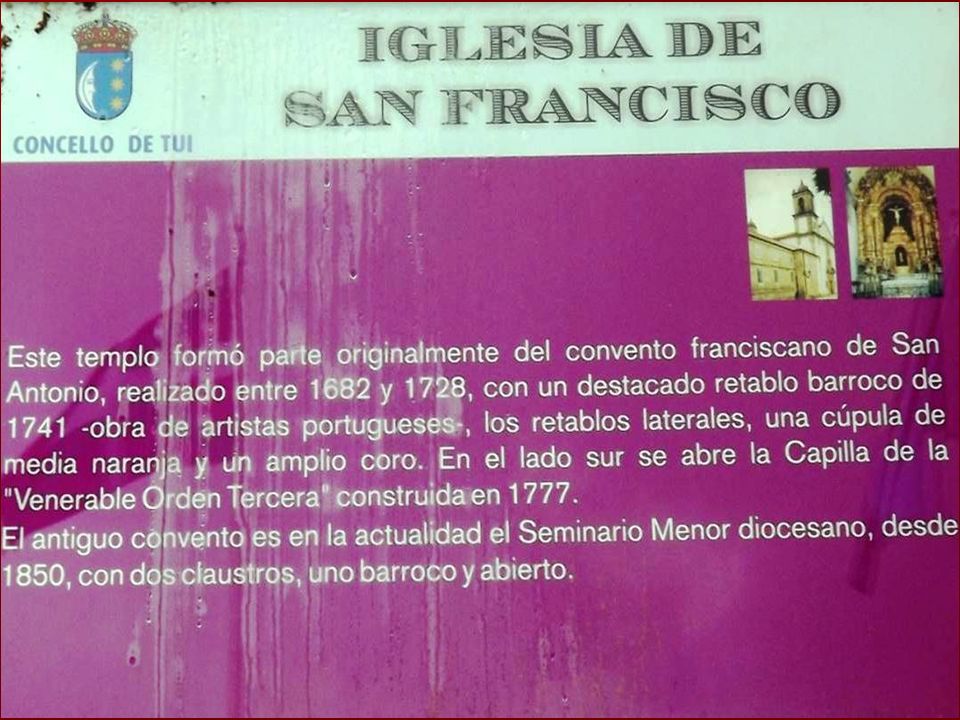 IGLESIA DE
SAN FRANCISCO
CONCELLO DE TUI
Este templo formó parte originalmente del convento franciscano de San
Antonio, realizado entre 1682 y 1728, con un destacado retablo barroco de
1741 -obra de artistas portugueses-, los retablos laterales, una cúpula de
media naranja y un amplio coro. En el lado sur se abre la Capilla de la
"Venerable Orden Tercera" construida en 1777.
El antiguo convento es en la actualidad el Seminario Menor diocesano, desde
1850, con dos claustros, uno barroco y abierto.